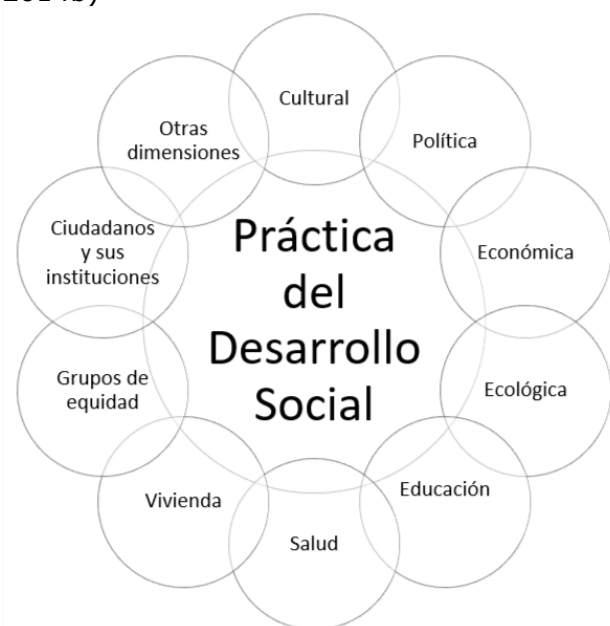 Cultural
Política
Económica
Ecológica
Educación
Salud
Vivienda
Grupos de
equidad
Ciudadanos
y sus
instituciones
Otras
dimensiones
Práctica
del
Desarrollo
Social